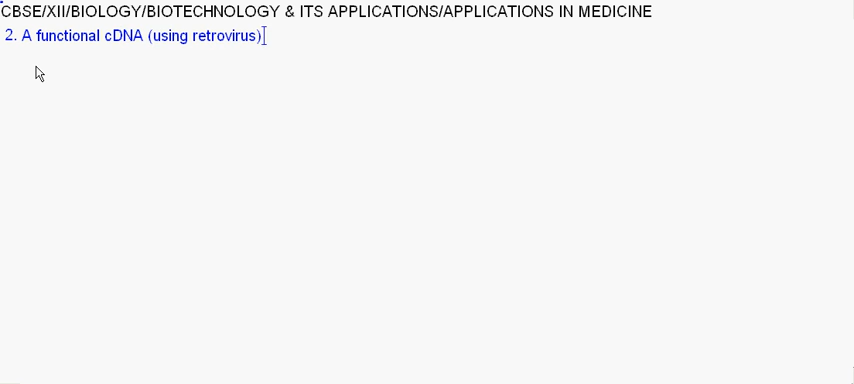 CBSE/XII/BIOLOGY/BIOTECHNOLOGY & ITS APPLICATIONS/APPLICATIONS IN MEDICINE
2. A functional cDNA (using retrovirus)